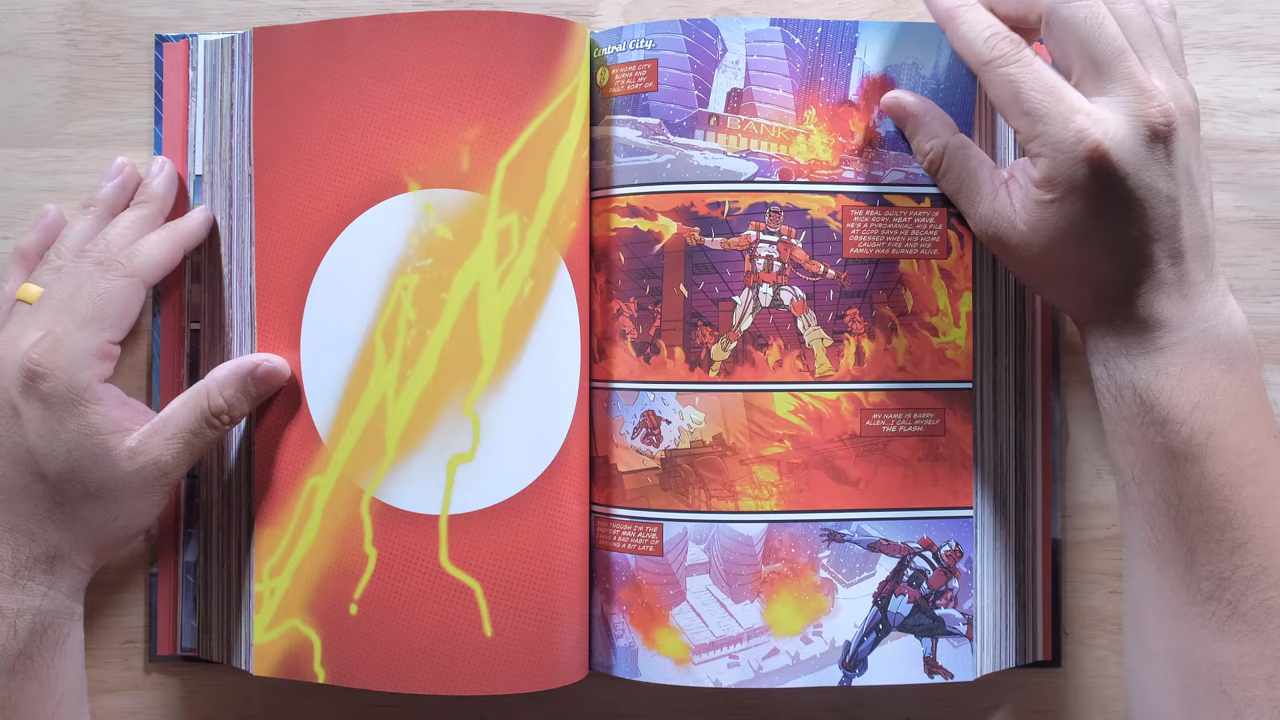 Central City.
MY HOME CITY
BURNS AND
IT'S ALL MY
FAULT. SORT OF.
BANK
THE REAL GUILTY PARTY IS
MICK RORY. HEAT WAVE.
HE'S A PYROMANIAC. HIS FILE
AT CCPD SAYS HE BECAME
OBSESSED WHEN HIS HOME
CAUGHT FIRE AND HIS
FAMILY WAS BURNED ALIVE.
MY NAME IS BARRY
ALLEN...I CALL MYSELF
THE FLASH.
EVEN THOUGH I'M THE
FASTEST MAN ALIVE,
I HAVE A BAD HABIT OF
ARRIVING A BIT LATE.